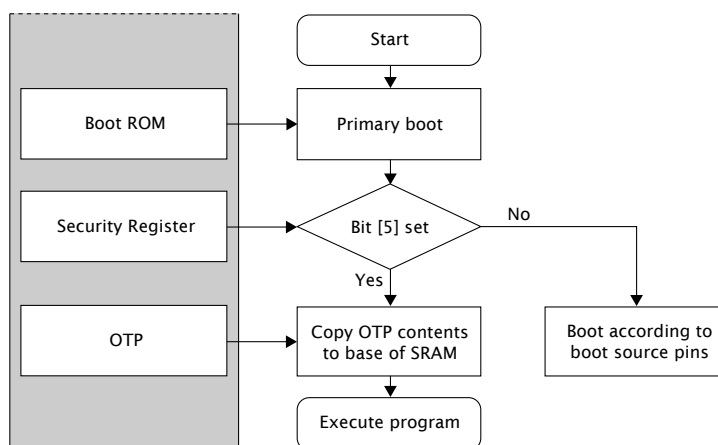 Start
Boot ROM
Primary boot
Security Register
Bit [5] set
No
Yes
OTP
Copy OTP contents
to base of SRAM
Boot according to
boot source pins
Execute program